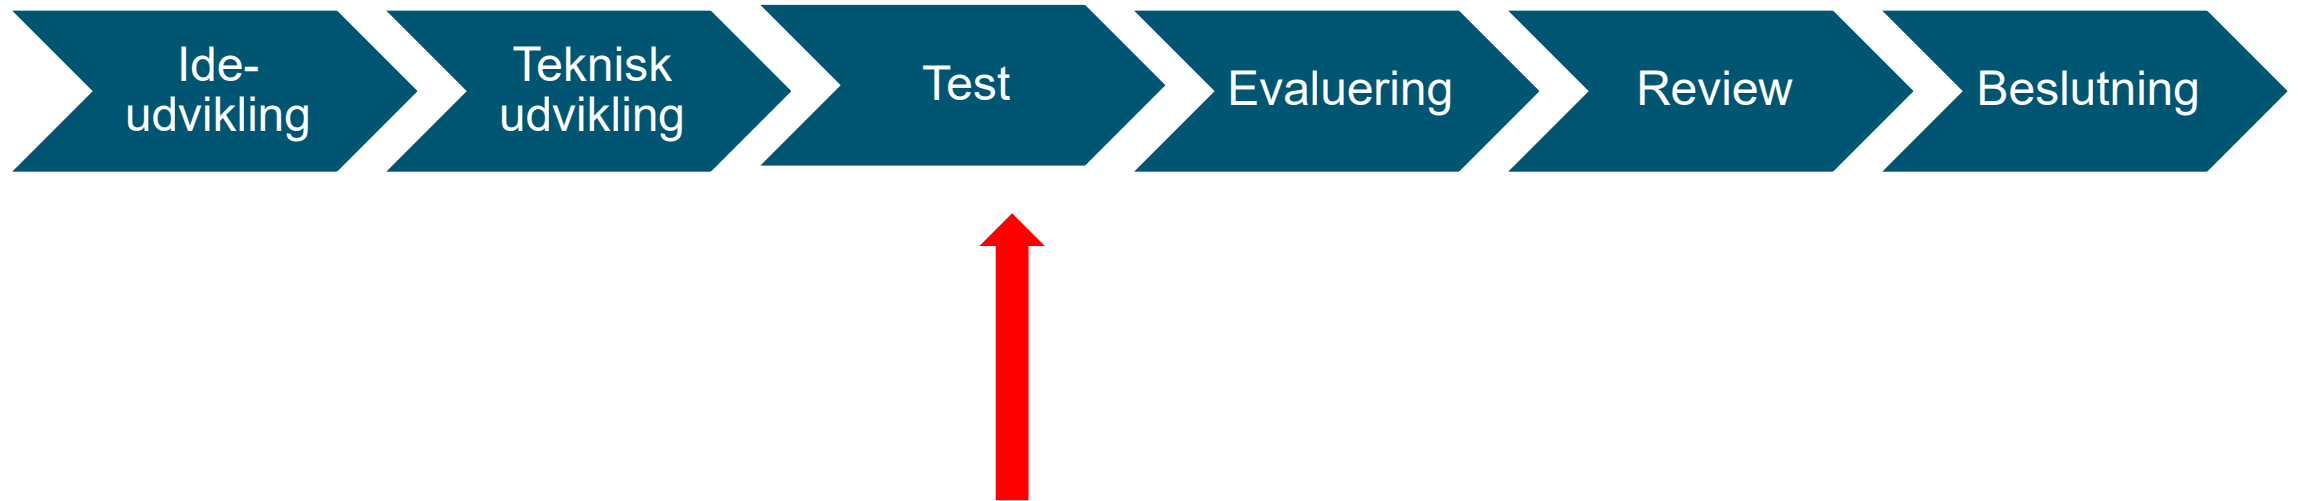 Ide-
udvikling
Teknisk
udvikling
Test
Evaluering
Review
Beslutning